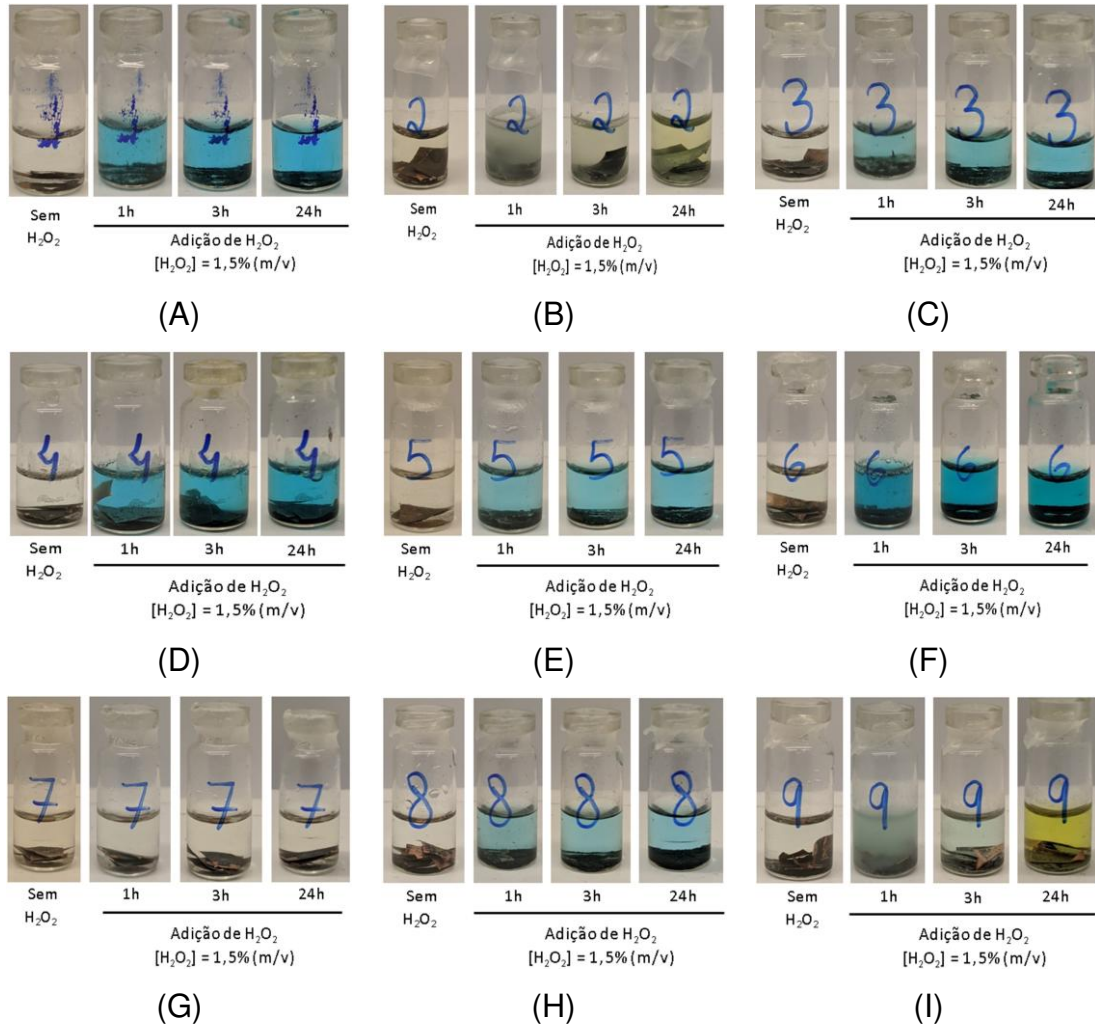 1 1 1 1
Sem 1h 3h 24h
H₂O₂
Adição de H₂O₂
[H₂O₂] = 1,5% (m/v)
(A)
2 2 2 2
Sem 1h 3h 24h
H₂O₂
Adição de H₂O₂
[H₂O₂] = 1,5% (m/v)
(B)
3 3 3 3
Sem 1h 3h 24h
H₂O₂
Adição de H₂O₂
[H₂O₂] = 1,5% (m/v)
(C)
4 4 4 4
Sem 1h 3h 24h
H₂O₂
Adição de H₂O₂
[H₂O₂] = 1,5% (m/v)
(D)
5 5 5 5
Sem 1h 3h 24h
H₂O₂
Adição de H₂O₂
[H₂O₂] = 1,5% (m/v)
(E)
6 6 6 6
Sem 1h 3h 24h
H₂O₂
Adição de H₂O₂
[H₂O₂] = 1,5% (m/v)
(F)
7 7 7 7
Sem 1h 3h 24h
H₂O₂
Adição de H₂O₂
[H₂O₂] = 1,5% (m/v)
(G)
8 8 8 8
Sem 1h 3h 24h
H₂O₂
Adição de H₂O₂
[H₂O₂] = 1,5% (m/v)
(H)
9 9 9 9
Sem 1h 3h 24h
H₂O₂
Adição de H₂O₂
[H₂O₂] = 1,5% (m/v)
(I)